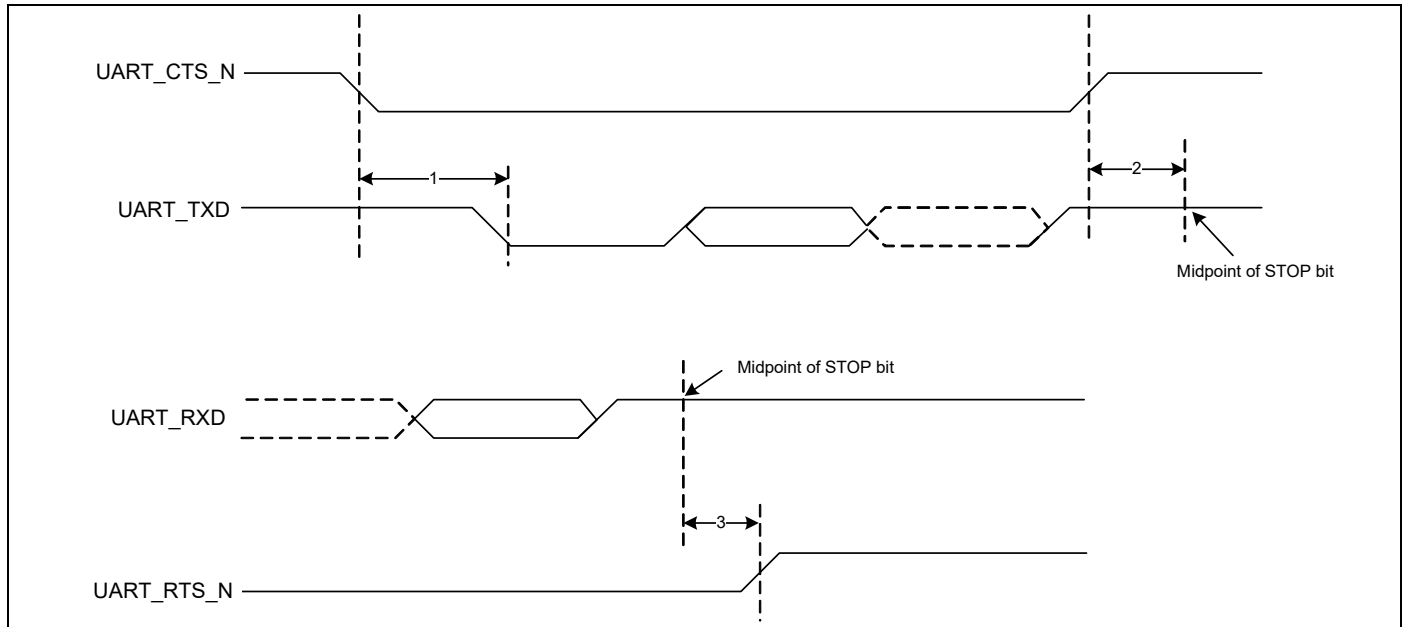 UART_CTS_N
1
2
UART_TXD
Midpoint of STOP bit
Midpoint of STOP bit
UART_RXD
3
UART_RTS_N